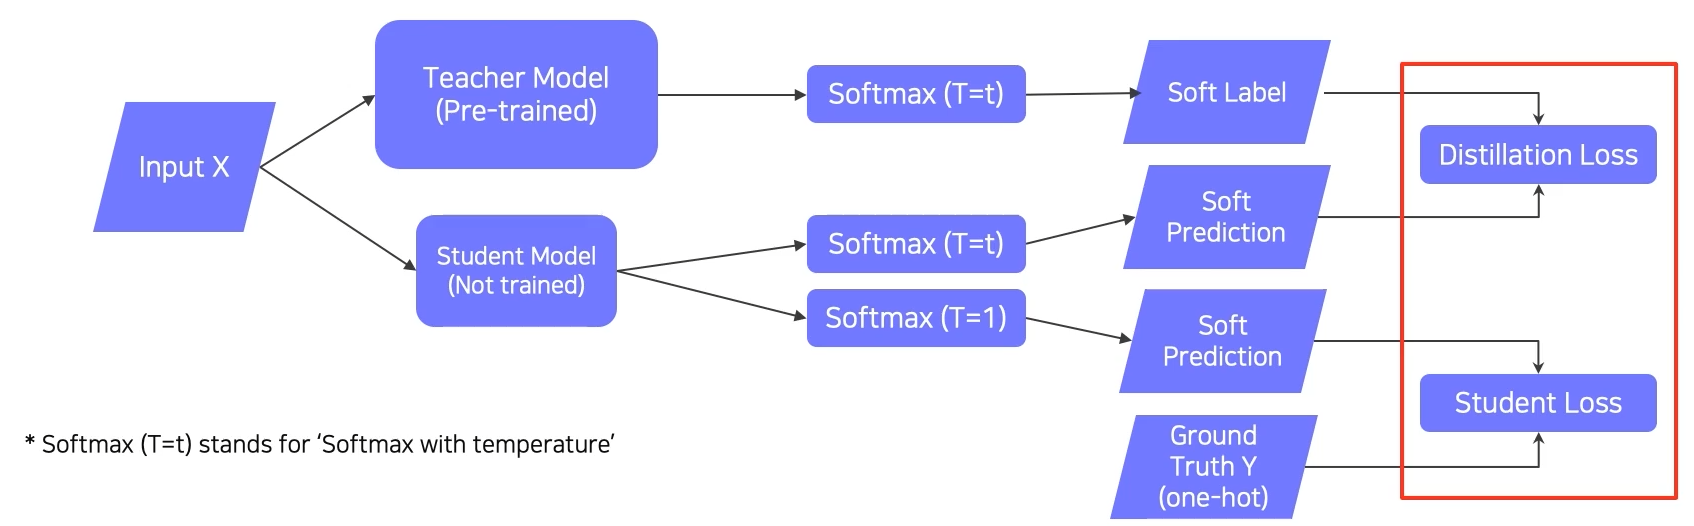 Input X
Teacher Model
(Pre-trained)
Student Model
(Not trained)
Softmax (T=t)
Soft Label
Softmax (T=t)
Soft
Prediction
Softmax (T=1)
Soft
Prediction
Ground
Truth Y
(one-hot)
Distillation Loss
Student Loss
* Softmax (T=t) stands for ‘Softmax with temperature’